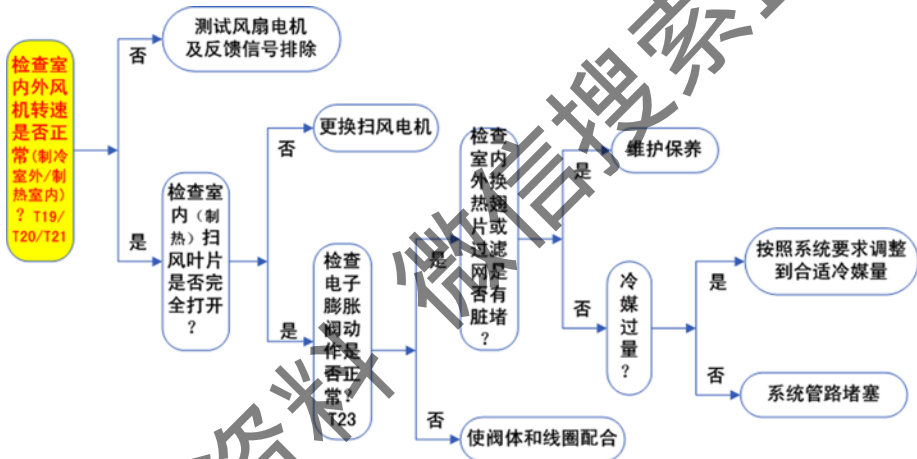 检查室
内外风
机转速
是否正
常(制冷
室外/制
热室内)
？T19/
T20/T21
否
测试风扇电机
及反馈信号排除
是
检查室
内（制
热）扫
风叶片
是否完
全打开
？
否
更换扫风电机
是
检查
电子
膨胀
阀动
作是
否正
常？
T23
是
检查
室内
外换
热翅
片或
过滤
网是
否有
脏堵
？
否
使阀体和线圈配合
是
维护保养
否
冷
媒
过
量
？
是
按照系统要求调整
到合适冷媒量
否
系统管路堵塞
资料 微信搜索